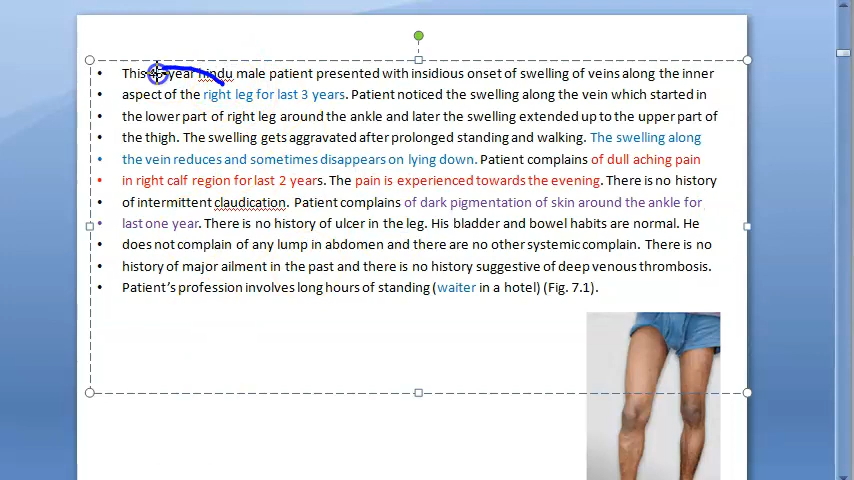 • This year hindu male patient presented with insidious onset of swelling of veins along the inner
• aspect of the right leg for last 3 years. Patient noticed the swelling along the vein which started in
• the lower part of right leg around the ankle and later the swelling extended up to the upper part of
• the thigh. The swelling gets aggravated after prolonged standing and walking. The swelling along
• the vein reduces and sometimes disappears on lying down. Patient complains of dull aching pain
• in right calf region for last 2 years. The pain is experienced towards the evening. There is no history
• of intermittent claudication. Patient complains of dark pigmentation of skin around the ankle for
• last one year. There is no history of ulcer in the leg. His bladder and bowel habits are normal. He
• does not complain of any lump in abdomen and there are no other systemic complain. There is no
• history of major ailment in the past and there is no history suggestive of deep venous thrombosis.
• Patient's profession involves long hours of standing (waiter in a hotel) (Fig. 7.1).